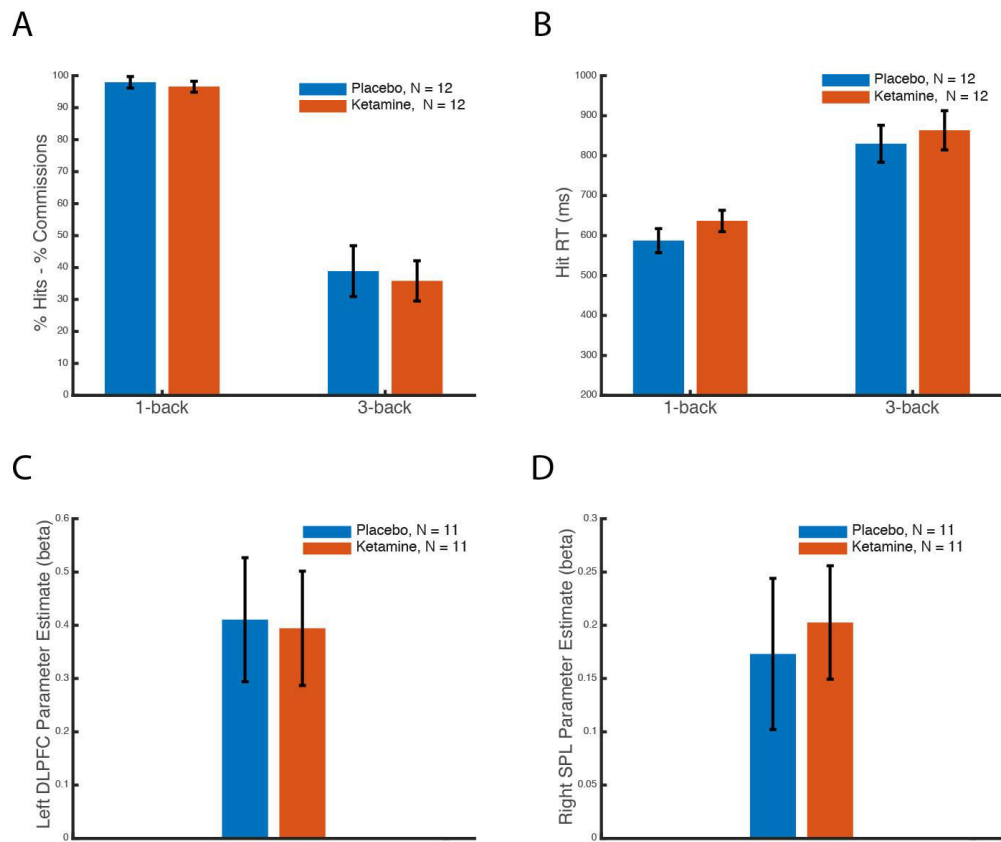 A
% Hits - % Commissions
100
90
80
70
60
50
40
30
20
10
0
Placebo, N = 12
Ketamine, N = 12
1-back
3-back
B
Hit RT (ms)
1000
900
800
700
600
500
400
300
200
Placebo, N = 12
Ketamine, N = 12
1-back
3-back
C
Left DLPFC Parameter Estimate (beta)
0.6
0.5
0.4
0.3
0.2
0.1
0
Placebo, N = 11
Ketamine, N = 11
D
Right SPL Parameter Estimate (beta)
0.3
0.25
0.2
0.15
0.1
0.05
0
Placebo, N = 11
Ketamine, N = 11